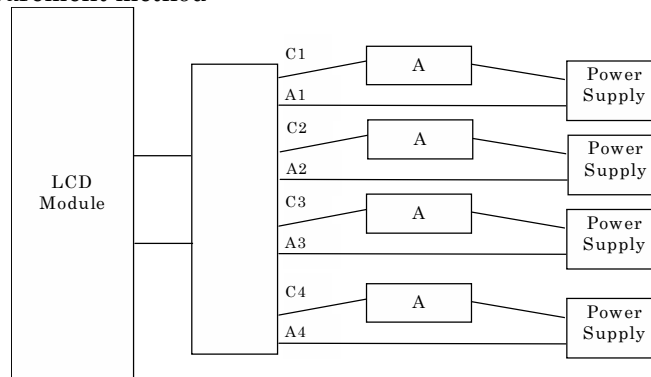 LCD
Module
C1
A
Power
Supply
A1
C2
A
Power
Supply
A2
C3
A
Power
Supply
A3
C4
A
Power
Supply
A4